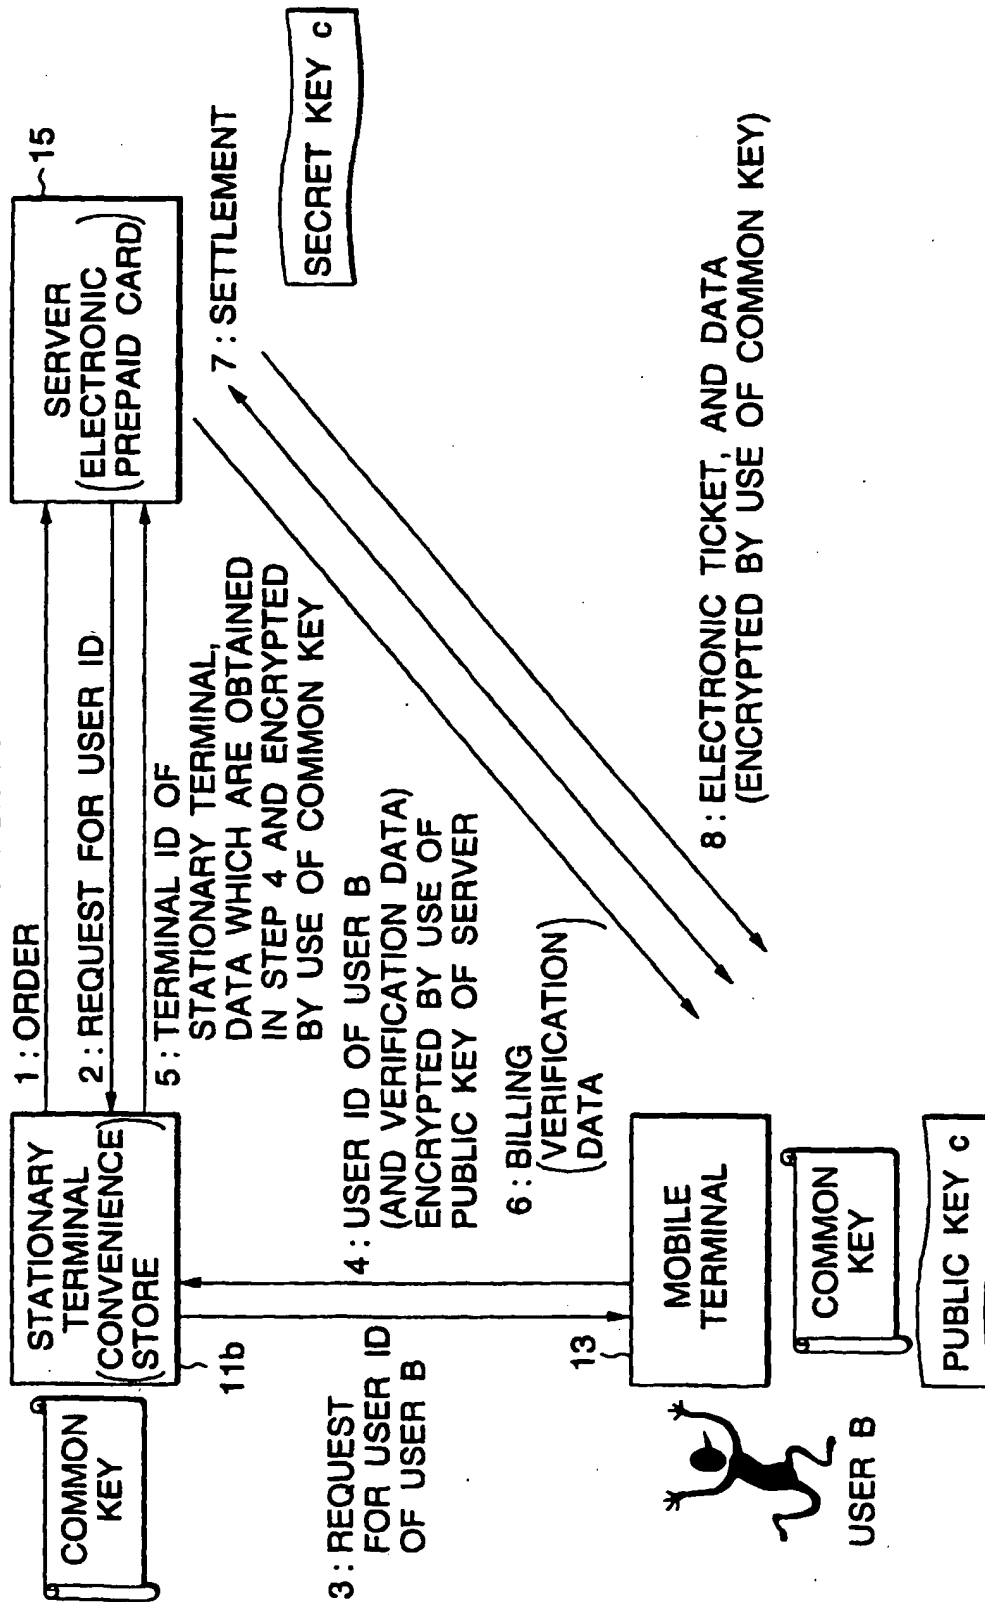 COMMON
KEY
STATIONARY
TERMINAL
(CONVENIENCE
STORE)
11b
1 : ORDER
2 : REQUEST FOR USER ID
5 : TERMINAL ID OF
STATIONARY TERMINAL,
DATA WHICH ARE OBTAINED
IN STEP 4 AND ENCRYPTED
BY USE OF COMMON KEY
SERVER
(ELECTRONIC
PREPAID CARD)
15
3 : REQUEST
FOR USER ID
OF USER B
4 : USER ID OF USER B
(AND VERIFICATION DATA)
ENCRYPTED BY USE OF
PUBLIC KEY OF SERVER
6 : BILLING
(VERIFICATION
DATA)
7 : SETTLEMENT
SECRET KEY c
8 : ELECTRONIC TICKET, AND DATA
(ENCRYPTED BY USE OF COMMON KEY)
USER B
13
MOBILE
TERMINAL
COMMON
KEY
PUBLIC KEY c